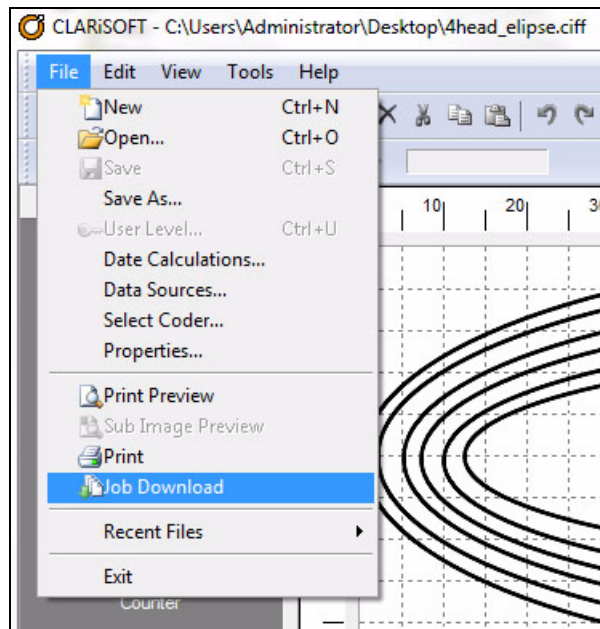 CLARiSOFT - C:\Users\Administrator\Desktop\4head_elipse.ciff
File Edit View Tools Help
New Ctrl+N
Open... Ctrl+O
Save Ctrl+S
Save As...
User Level... Ctrl+U
Date Calculations...
Data Sources...
Select Coder...
Properties...
Print Preview
Sub Image Preview
Print
Job Download
Recent Files
Exit
Counter
10 20